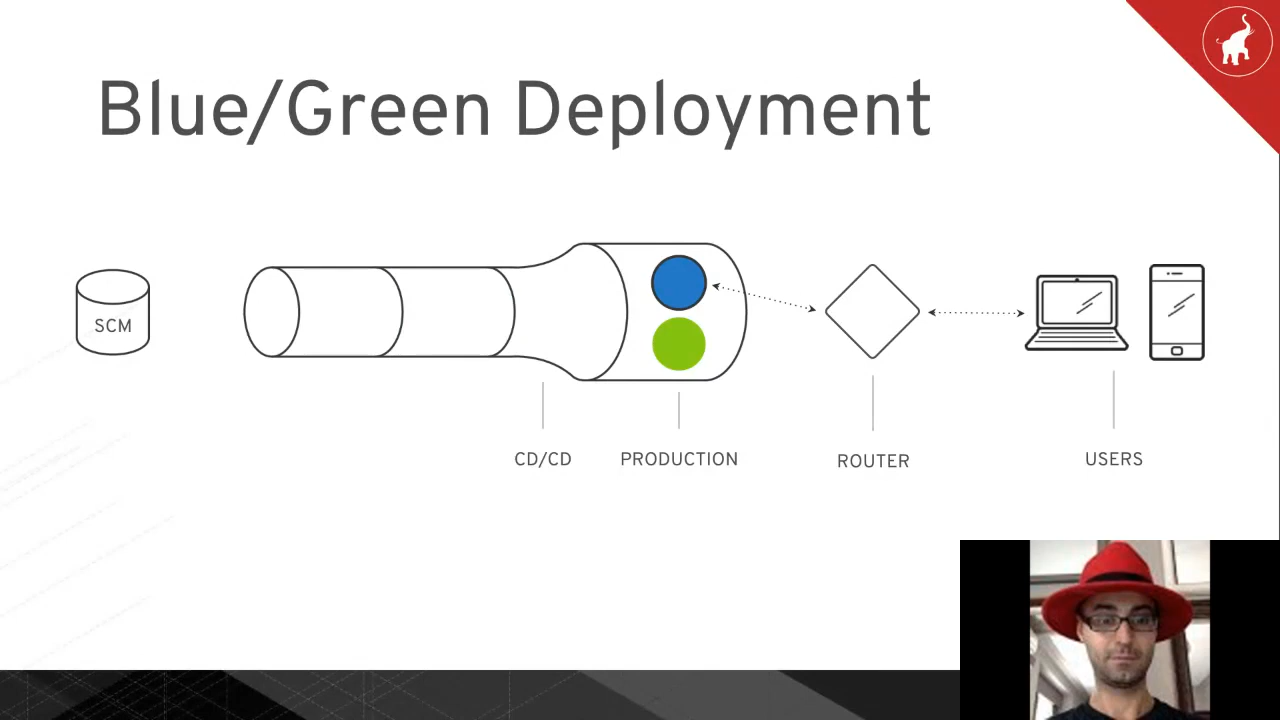 Blue/Green Deployment
SCM
CD/CD
PRODUCTION
ROUTER
USERS